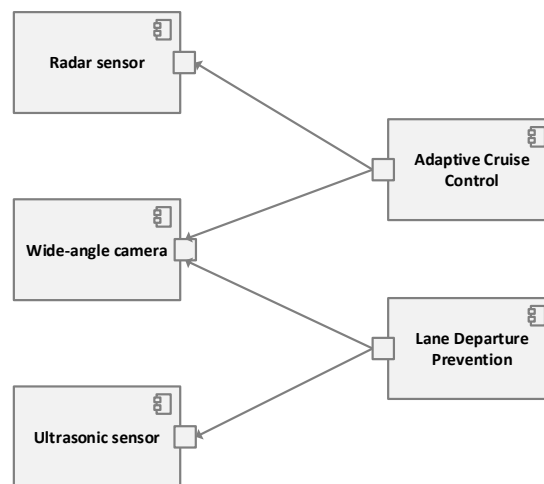 Radar sensor
Adaptive Cruise
Control
Wide-angle camera
Lane Departure
Prevention
Ultrasonic sensor